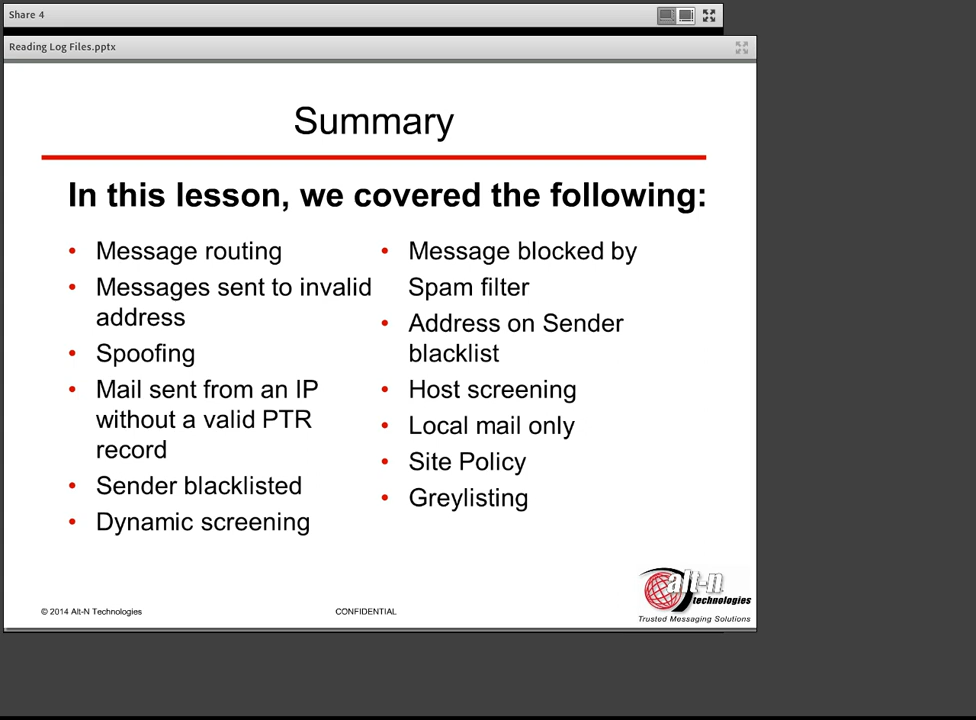 Share 4
Reading Log Files.pptx
Summary
In this lesson, we covered the following:
• Message routing
• Messages sent to invalid
address
• Spoofing
• Mail sent from an IP
without a valid PTR
record
• Sender blacklisted
• Dynamic screening
• Message blocked by
Spam filter
• Address on Sender
blacklist
• Host screening
• Local mail only
• Site Policy
• Greylisting
© 2014 Alt-N Technologies
CONFIDENTIAL
alt-n
technologies
Trusted Messaging Solutions